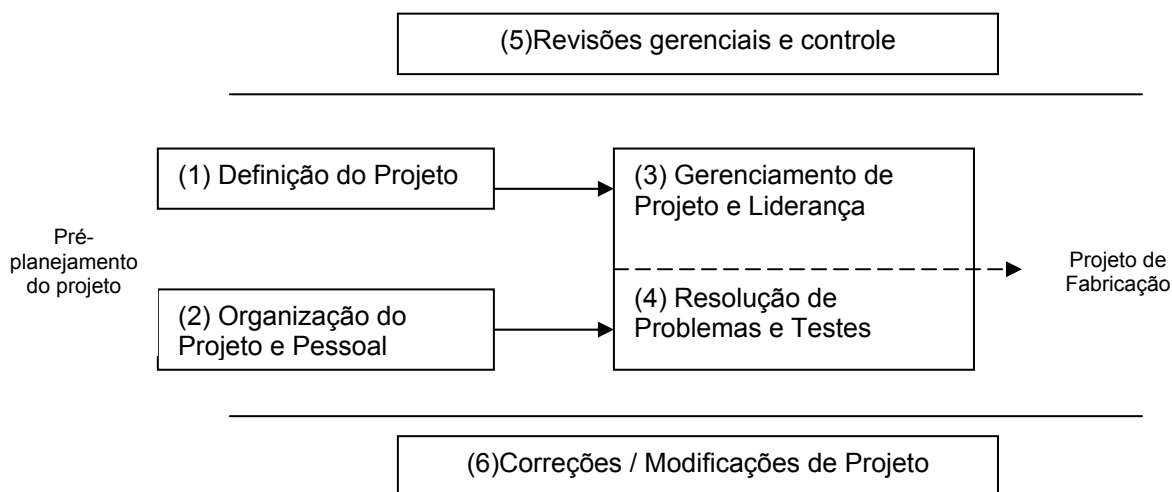 (5)Revisões gerenciais e controle
(1) Definição do Projeto
(3) Gerenciamento de
Projeto e Liderança
Pré-
planejamento
do projeto
Projeto de
Fabricação
(2) Organização do
Projeto e Pessoal
(4) Resolução de
Problemas e Testes
(6)Correções / Modificações de Projeto